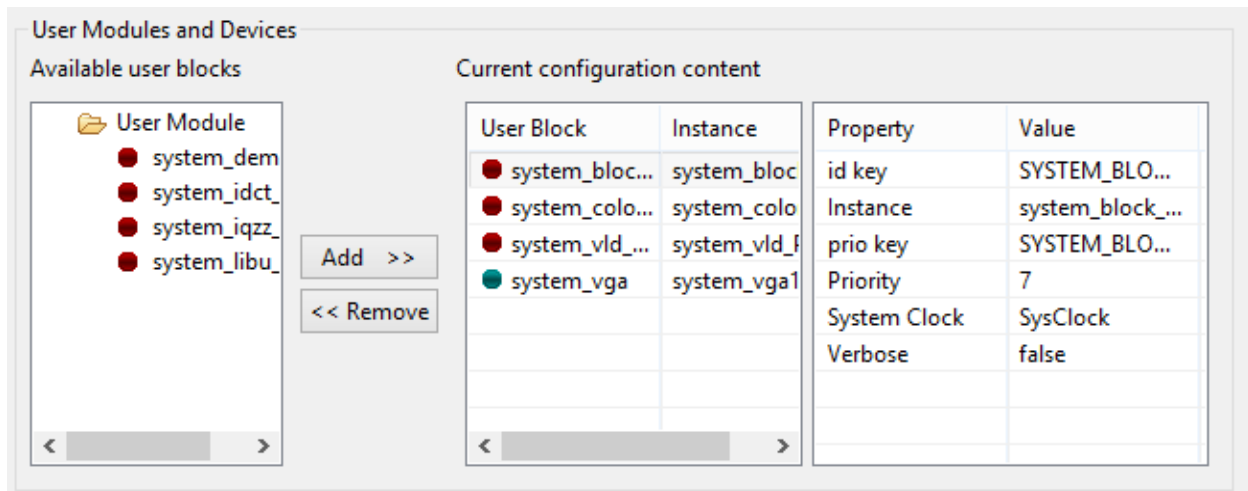 User Modules and Devices
Available user blocks
User Module
system_dem
system_idct_
system_iqzz_
system_libu_
Add >>
<< Remove
Current configuration content
User Block Instance
system_bloc... system_bloc
system_colo... system_colo
system_vld_... system_vld_
system_vga system_vga1
Property Value
id key SYSTEM_BLO...
Instance system_block_...
prio key SYSTEM_BLO...
Priority 7
System Clock SysClock
Verbose false